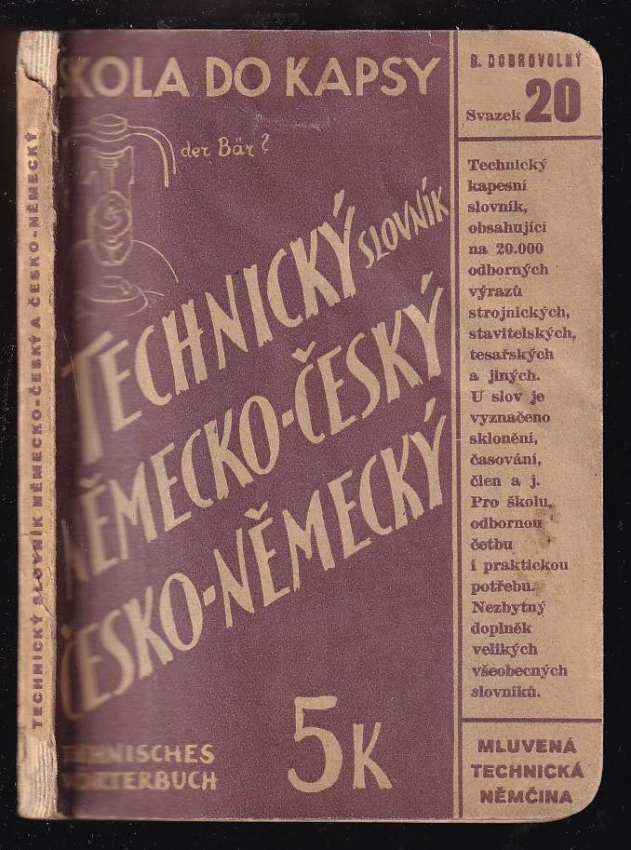 ŠKOLA DO KAPSY
der Bär?
TECHNICKÝ SLOVNÍK
NĚMECKO-ČESKÝ
ČESKO-NĚMECKÝ
TECHNISCHES
WÖRTERBUCH
5K
B. DOBROVOLNÝ
Svazek 20
Technický
kapesní
slovník,
obsahující
na 20.000
odborných
výrazů
strojnických,
stavitelských,
tesařských
a jiných.
U slov je
vyznačeno
sklonění,
časování,
člen a j.
Pro školu,
odbornou
četbu
i praktickou
potřebu.
Nezbytný
doplněk
velikých
všeobecných
slovníků.
MLUVENÁ
TECHNICKÁ
NĚMČINA
TECHNICKÝ SLOVNÍK NĚMECKO-ČESKÝ A ČESKO-NĚMECKÝ